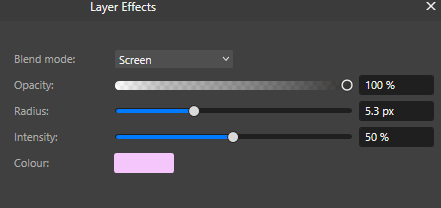 Layer Effects
Blend mode: Screen
Opacity: 100 %
Radius: 5.3 px
Intensity: 50 %
Colour: